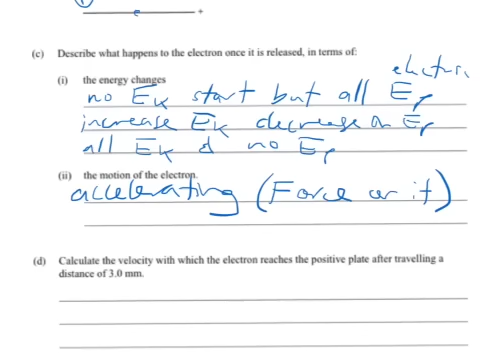 e +
(c) Describe what happens to the electron once it is released, in terms of:
electric
(i) the energy changes
no EK start but all Ep
increase EK decrease on Ep
all EK & no Ep
(ii) the motion of the electron.
accelerating (Force on it)
(d) Calculate the velocity with which the electron reaches the positive plate after travelling a
distance of 3.0 mm.